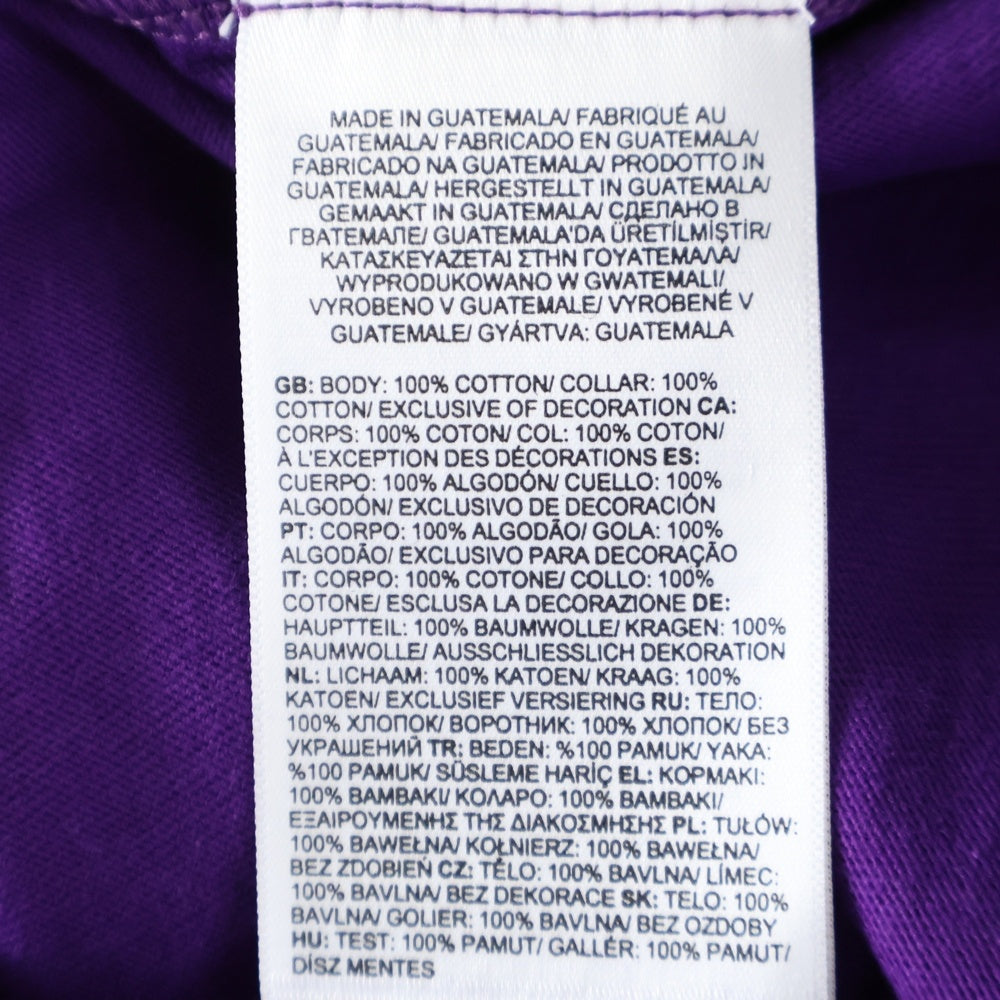 MADE IN GUATEMALA/ FABRIQUÉ AU
GUATEMALA/ FABRICADO EN GUATEMALA/
FABRICADO NA GUATEMALA/ PRODOTTO IN
GUATEMALA/ HERGESTELLT IN GUATEMALA/
GEMAAKT IN GUATEMALA/ СДЕЛАНО В
ГВАТЕМАЛЕ/ GUATEMALA'DA ÜRETİLMİŞTİR/
ΚΑΤΑΣΚΕΥΑΖΕΤΑΙ ΣΤΗΝ ΓΟΥΑΤΕΜΑΛΑ/
WYPRODUKOWANO W GWATEMALI/
VYROBENO V GUATEMALE/ VYROBENÉ V
GUATEMALE/ GYÁRTVA: GUATEMALA
GB: BODY: 100% COTTON/ COLLAR: 100%
COTTON/ EXCLUSIVE OF DECORATION CA:
CORPS: 100% COTON/ COL: 100% COTON/
À L'EXCEPTION DES DÉCORATIONS ES:
CUERPO: 100% ALGODÓN/ CUELLO: 100%
ALGODÓN/ EXCLUSIVO DE DECORACIÓN
PT: CORPO: 100% ALGODÃO/ GOLA: 100%
ALGODÃO/ EXCLUSIVO PARA DECORAÇÃO
IT: CORPO: 100% COTONE/ COLLO: 100%
COTONE/ ESCLUSA LA DECORAZIONE DE:
HAUPTTEIL: 100% BAUMWOLLE/ KRAGEN: 100%
BAUMWOLLE/ AUSSCHLIESSLICH DEKORATION
NL: LICHAAM: 100% KATOEN/ KRAAG: 100%
KATOEN/ EXCLUSIEF VERSIERING RU: ТЕЛО:
100% ХЛОПОК/ ВОРОТНИК: 100% ХЛОПОК/ БЕЗ
УКРАШЕНИЙ TR: BEDEN: %100 PAMUK/ YAKA:
%100 PAMUK/ SÜSLEME HARİÇ EL: ΚΟΡΜΑΚΙ:
100% ΒΑΜΒΑΚΙ/ ΚΟΛΑΡΟ: 100% ΒΑΜΒΑΚΙ/
ΕΞΑΙΡΟΥΜΕΝΗΣ ΤΗΣ ΔΙΑΚΟΣΜΗΣΗΣ PL: TUŁÓW:
100% BAWEŁNA/ KOŁNIERZ: 100% BAWEŁNA/
BEZ ZDOBIEŃ CZ: TĚLO: 100% BAVLNA/ LÍMEC:
100% BAVLNA/ BEZ DEKORACE SK: TELO: 100%
BAVLNA/ GOLIER: 100% BAVLNA/ BEZ OZDOBY
HU: TEST: 100% PAMUT/ GALLÉR: 100% PAMUT/
DÍSZ MENTES